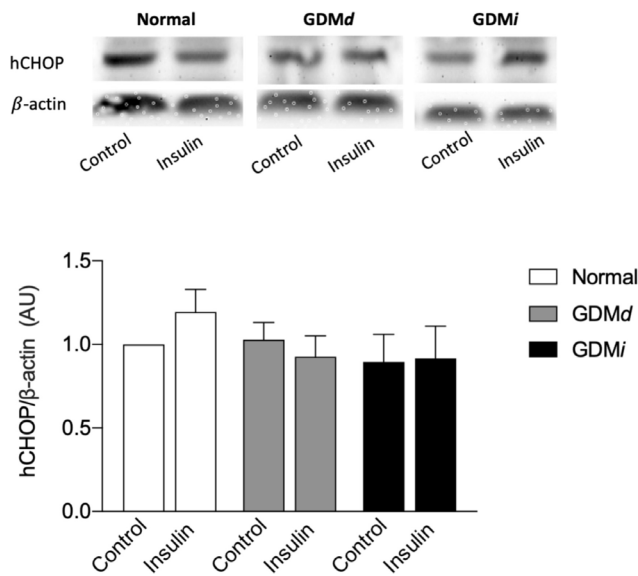 Normal GDMd GDMi
hCHOP
β-actin
Control Insulin Control Insulin Control Insulin
hCHOP/β-actin (AU)
1.5
1.0
0.5
0.0
Control Insulin Control Insulin Control Insulin
Normal
GDMd
GDMi